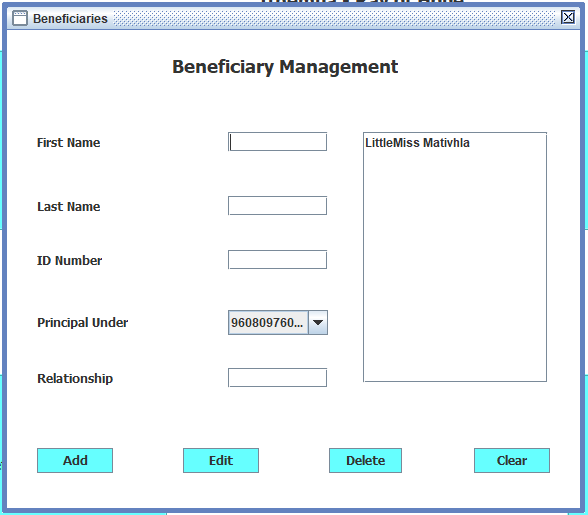 Beneficiaries
Beneficiary Management
First Name
LittleMiss Mativhla
Last Name
ID Number
Principal Under
960809760...
Relationship
Add
Edit
Delete
Clear